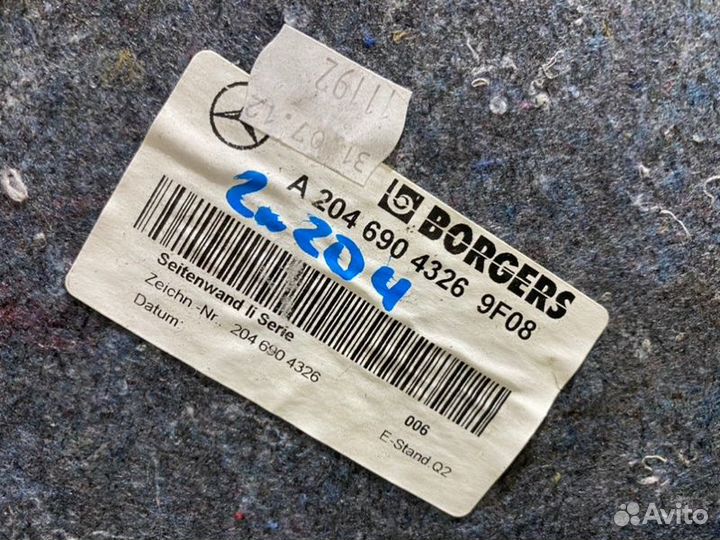 11192
31.07.12
BORGERS
A 204 690 4326 9F08
204
Seitenwand li Serie
Zeichn.-Nr.: 204 690 4326
Datum:
006
E-Stand.Q2
Avito